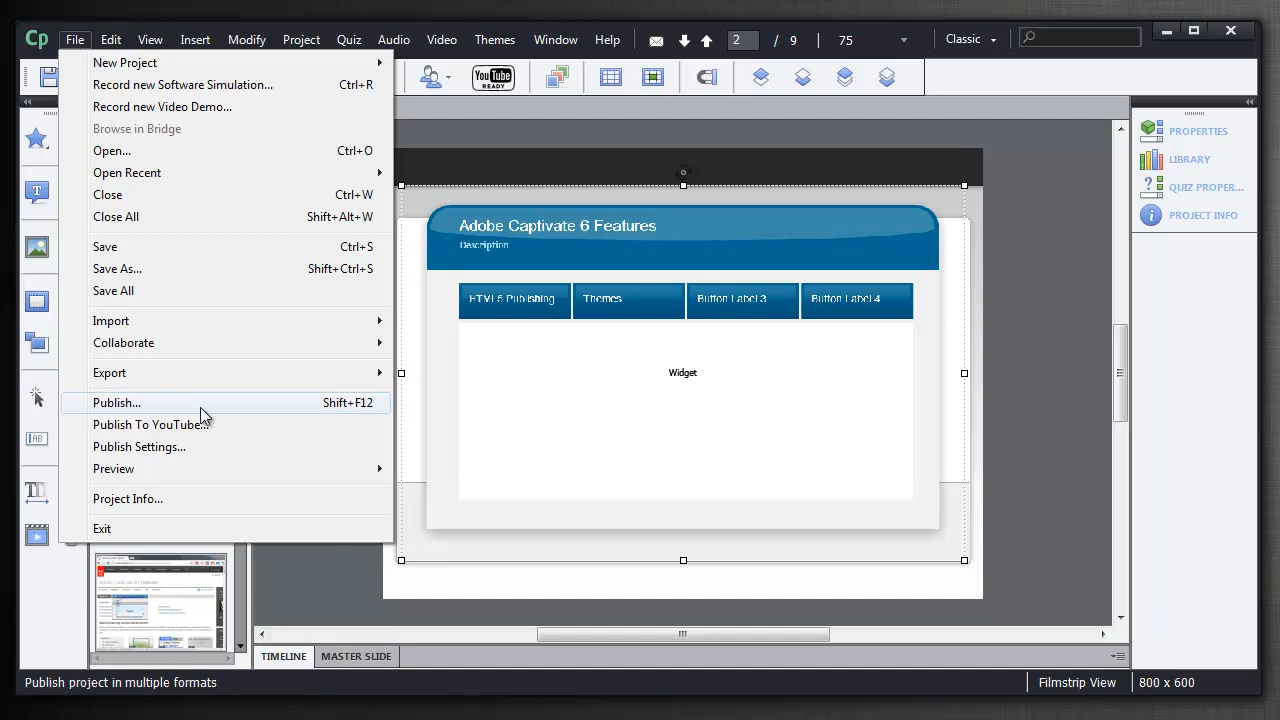 Cp File Edit View Insert Modify Project Quiz Audio Video Themes Window Help 2 / 9 75 Classic
You Tube READY
New Project
Record new Software Simulation... Ctrl+R
Record new Video Demo...
Browse in Bridge
Open... Ctrl+O
Open Recent
Close Ctrl+W
Close All Shift+Alt+W
Save Ctrl+S
Save As... Shift+Ctrl+S
Save All
Import
Collaborate
Export
Publish... Shift+F12
Publish To YouTube...
Publish Settings...
Preview
Project Info...
Exit
Adobe Captivate 6 Features
Description
HTML5 Publishing Themes Button Label 3 Button Label 4
Widget
PROPERTIES
LIBRARY
QUIZ PROPER...
PROJECT INFO
TIMELINE MASTER SLIDE
Publish project in multiple formats Filmstrip View 800 x 600